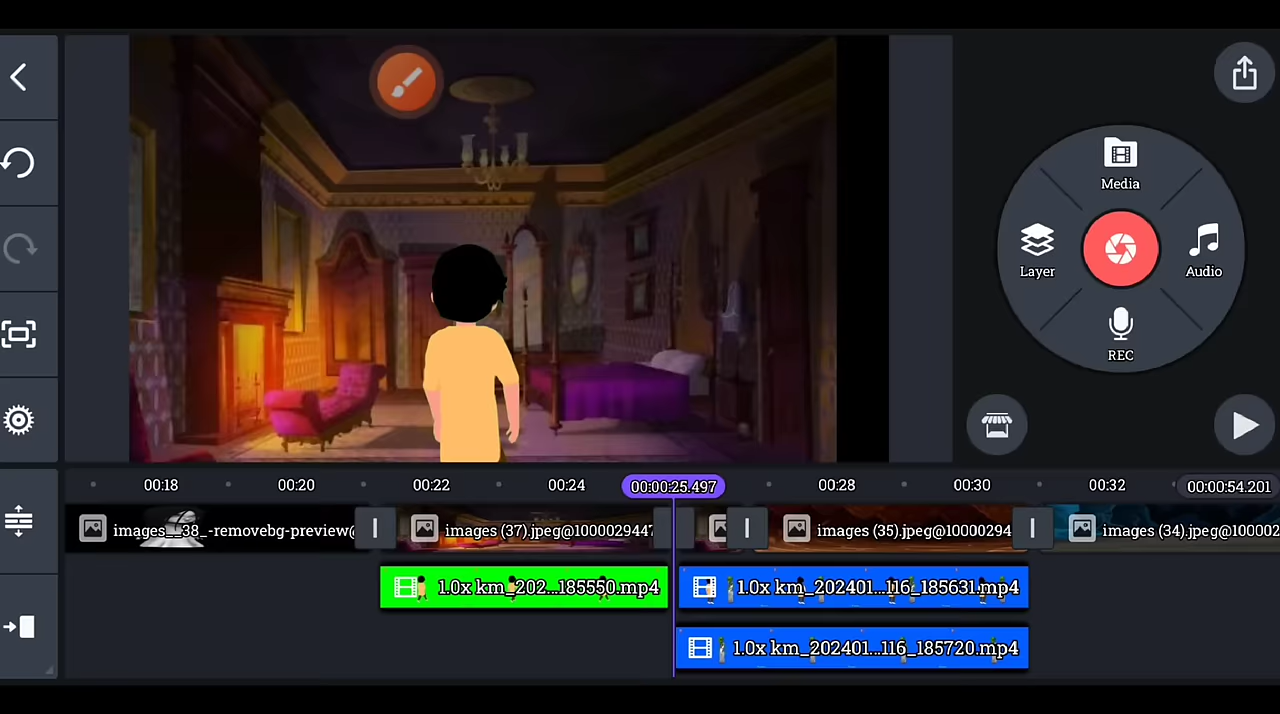 Media
Layer
Audio
REC
00:18
00:20
00:22
00:24
00:00:25.497
00:28
00:30
00:32
00:00:54.201
images__38_-removebg-preview@
images (37).jpeg@100002944
images (35).jpeg@10000294
images (34).jpeg@100002
1.0x km_202...185550.mp4
1.0x km_202401...116_185631.mp4
1.0x km_202401...116_185720.mp4